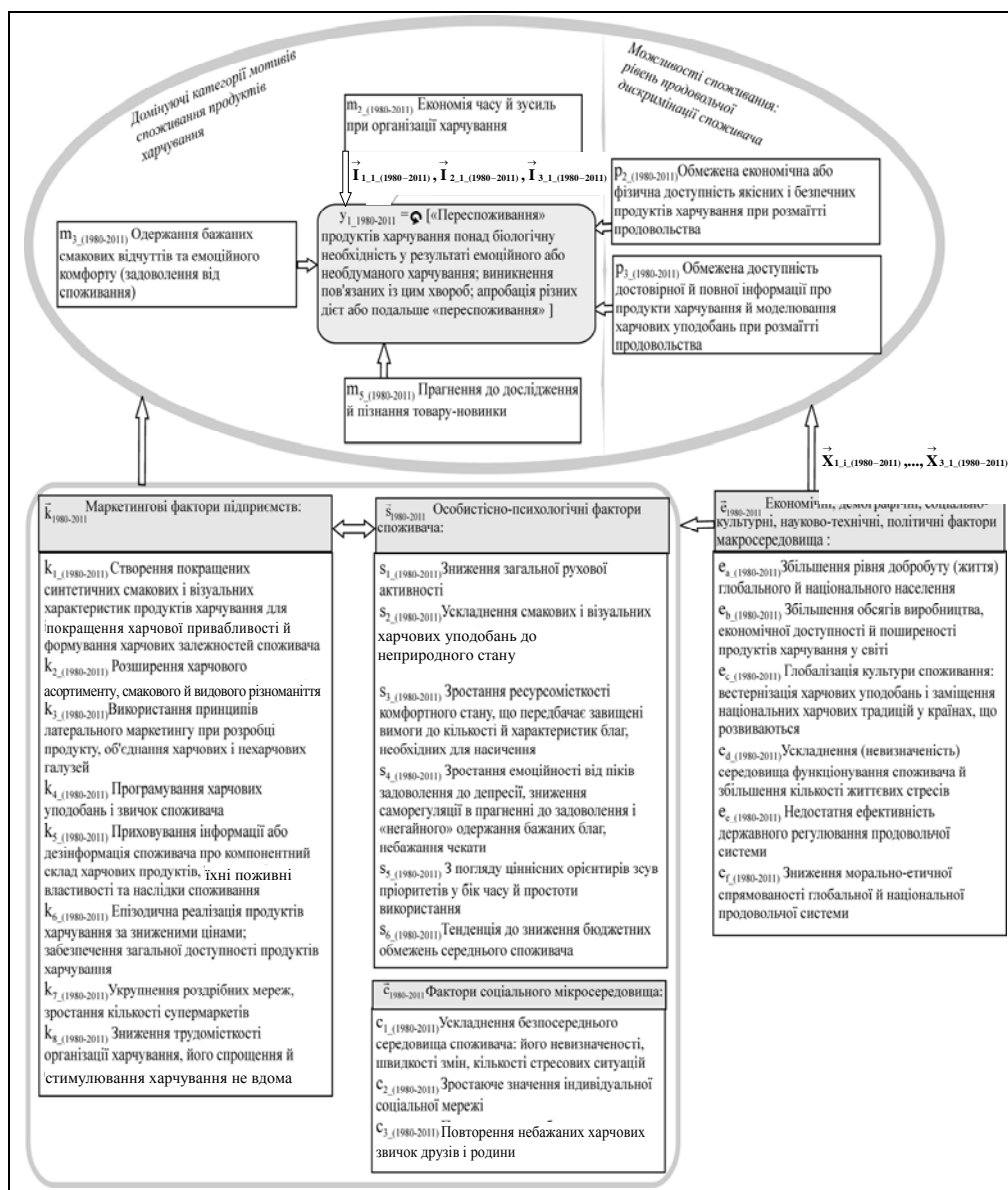 Домінуючі категорії мотивів
споживання продуктів
харчування
Можливості споживання:
рівень продовольчої
дискримінації споживача
m2_(1980-2011) Економія часу й зусиль
при організації харчування
I1_1_(1980−2011) , I2_1_(1980−2011) , I3_1_(1980−2011)
p2_(1980-2011)Обмежена економічна або
фізична доступність якісних і безпечних
продуктів харчування при розмаїтті
продовольства
m3_(1980-2011) Одержання бажаних
смакових відчуттів та емоційного
комфорту (задоволення від
споживання)
y1_1980-2011 = [«Переспоживання»
продуктів харчування понад біологічну
необхідність у результаті емоційного або
необдуманого харчування; виникнення
пов'язаних із цим хвороб; апробація різних
дієт або подальше «переспоживання» ]
p3_(1980-2011) Обмежена доступність
достовірної й повної інформації про
продукти харчування й моделювання
харчових уподобань при розмаїтті
продовольства
m5_(1980-2011) Прагнення до дослідження
й пізнання товару-новинки
X1_i_(1980−2011) ,..., X3_1_(1980−2011)
k1980-2011 Маркетингові фактори підприємств:
k1_(1980-2011) Створення покращених
синтетичних смакових і візуальних
характеристик продуктів харчування для
покращення харчової привабливості й
формування харчових залежностей споживача
k2_(1980-2011) Розширення харчового
асортименту, смакового й видового різноманіття
k3_(1980-2011)Використання принципів
латерального маркетингу при розробці
продукту, об'єднання харчових і нехарчових
галузей
k4_(1980-2011) Програмування харчових
уподобань і звичок споживача
k5_(1980-2011) Приховування інформації або
дезінформація споживача про компонентний
склад харчових продуктів, їхні поживні
властивості та наслідки споживання
k6_(1980-2011) Епізодична реалізація продуктів
харчування за зниженими цінами;
забезпечення загальної доступності продуктів
харчування
k7_(1980-2011) Укрупнення роздрібних мереж,
зростання кількості супермаркетів
k8_(1980-2011) Зниження трудомісткості
організації харчування, його спрощення й
стимулювання харчування не вдома
s1980-2011 Особистісно-психологічні фактори
споживача:
s1_(1980-2011)Зниження загальної рухової
активності
s2_(1980-2011)Ускладнення смакових і візуальних
харчових уподобань до
неприродного стану
s3_(1980-2011) Зростання ресурсомісткості
комфортного стану, що передбачає завищені
вимоги до кількості й характеристик благ,
необхідних для насичення
s4_(1980-2011) Зростання емоційності від піків
задоволення до депресії, зниження
саморегуляції в прагненні до задоволення і
«негайного» одержання бажаних благ,
небажання чекати
s5_(1980-2011) З погляду ціннісних орієнтирів зсув
пріоритетів у бік часу й простоти
використання
s6_(1980-2011) Тенденція до зниження бюджетних
обмежень середнього споживача
c1980-2011Фактори соціального мікросередовища:
c1_(1980-2011)Ускладнення безпосереднього
середовища споживача: його невизначеності,
швидкості змін, кількості стресових ситуацій
c2_(1980-2011) Зростаюче значення індивідуальної
соціальної мережі
c3_(1980-2011) Повторення небажаних харчових
звичок друзів і родини
e1980-2011 Економічні, демографічні, соціально-
культурні, науково-технічні, політичні фактори
макросередовища :
ea_(1980-2011)Збільшення рівня добробуту (життя)
глобального й національного населення
eb_(1980-2011) Збільшення обсягів виробництва,
економічної доступності й поширеності
продуктів харчування у світі
ec_(1980-2011) Глобалізація культури споживання:
вестернізація харчових уподобань і заміщення
національних харчових традицій у країнах, що
розвиваються
ed_(1980-2011)Ускладнення (невизначеність)
середовища функціонування споживача й
збільшення кількості життєвих стресів
ee_(1980-2011) Недостатня ефективність
державного регулювання продовольчої
системи
ef_(1980-2011) Зниження морально-етичної
спрямованості глобальної й національної
продовольчої системи